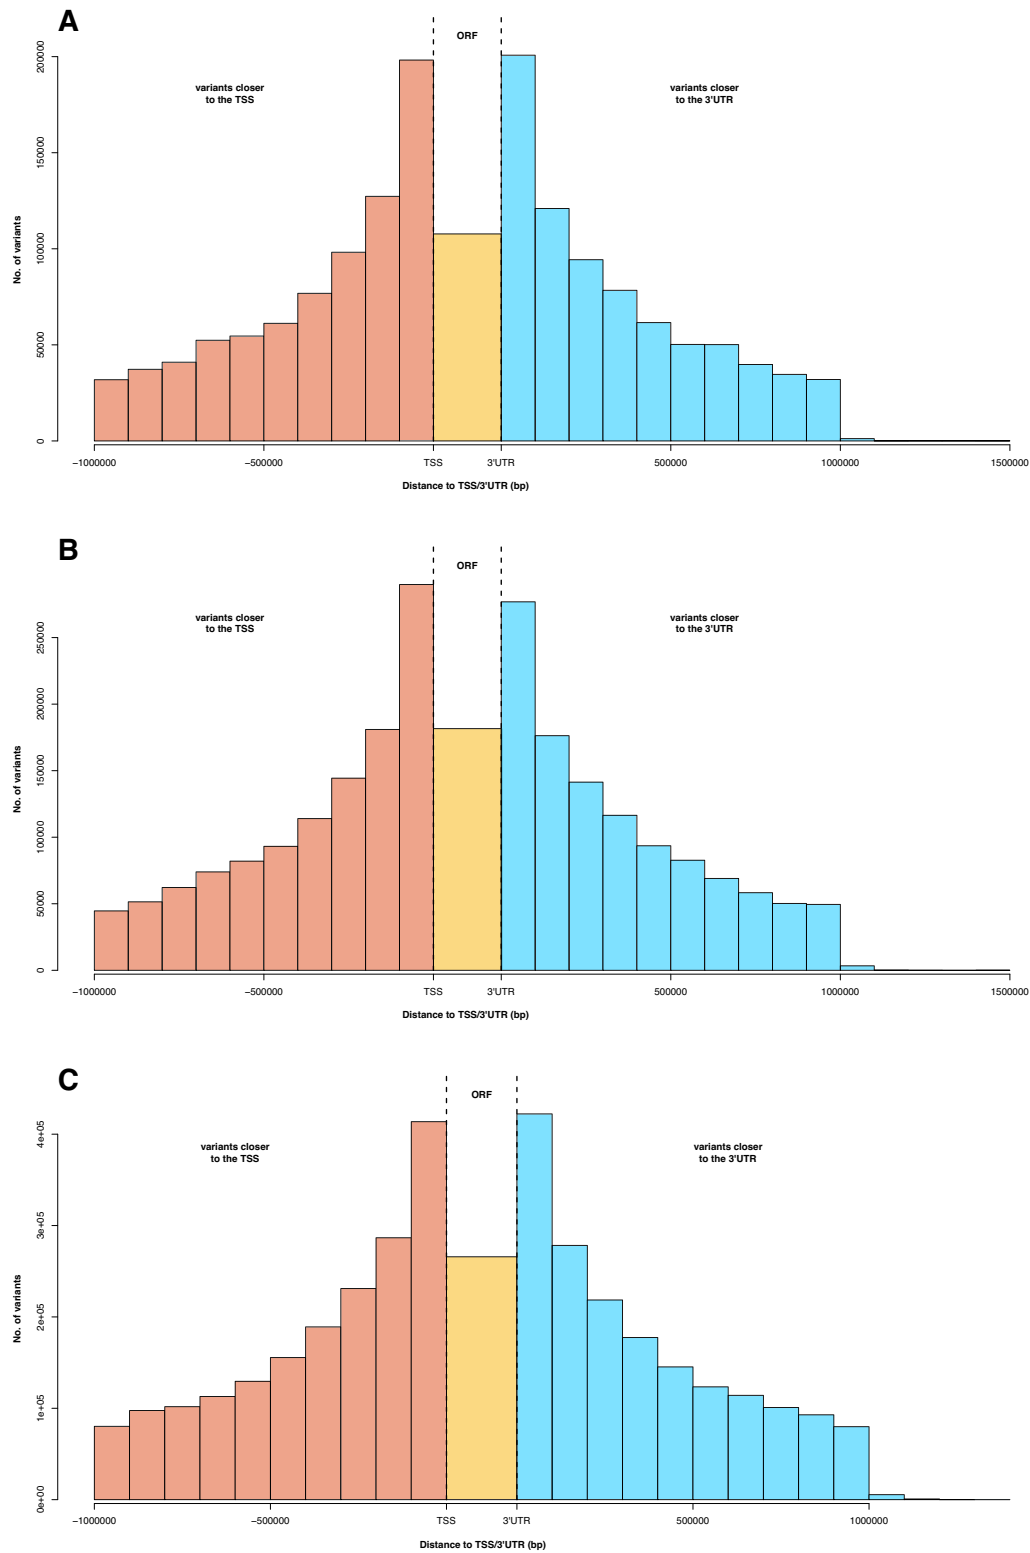 A
ORF
variants closer
to the TSS
variants closer
to the 3'UTR
200000
150000
100000
50000
0
No. of variants
−1000000 −500000 TSS 3'UTR 500000 1000000 1500000
Distance to TSS/3'UTR (bp)
B
ORF
variants closer
to the TSS
variants closer
to the 3'UTR
250000
200000
150000
100000
50000
0
No. of variants
−1000000 −500000 TSS 3'UTR 500000 1000000 1500000
Distance to TSS/3'UTR (bp)
C
ORF
variants closer
to the TSS
variants closer
to the 3'UTR
4e+05
3e+05
2e+05
1e+05
0e+00
No. of variants
−1000000 −500000 TSS 3'UTR 500000 1000000
Distance to TSS/3'UTR (bp)